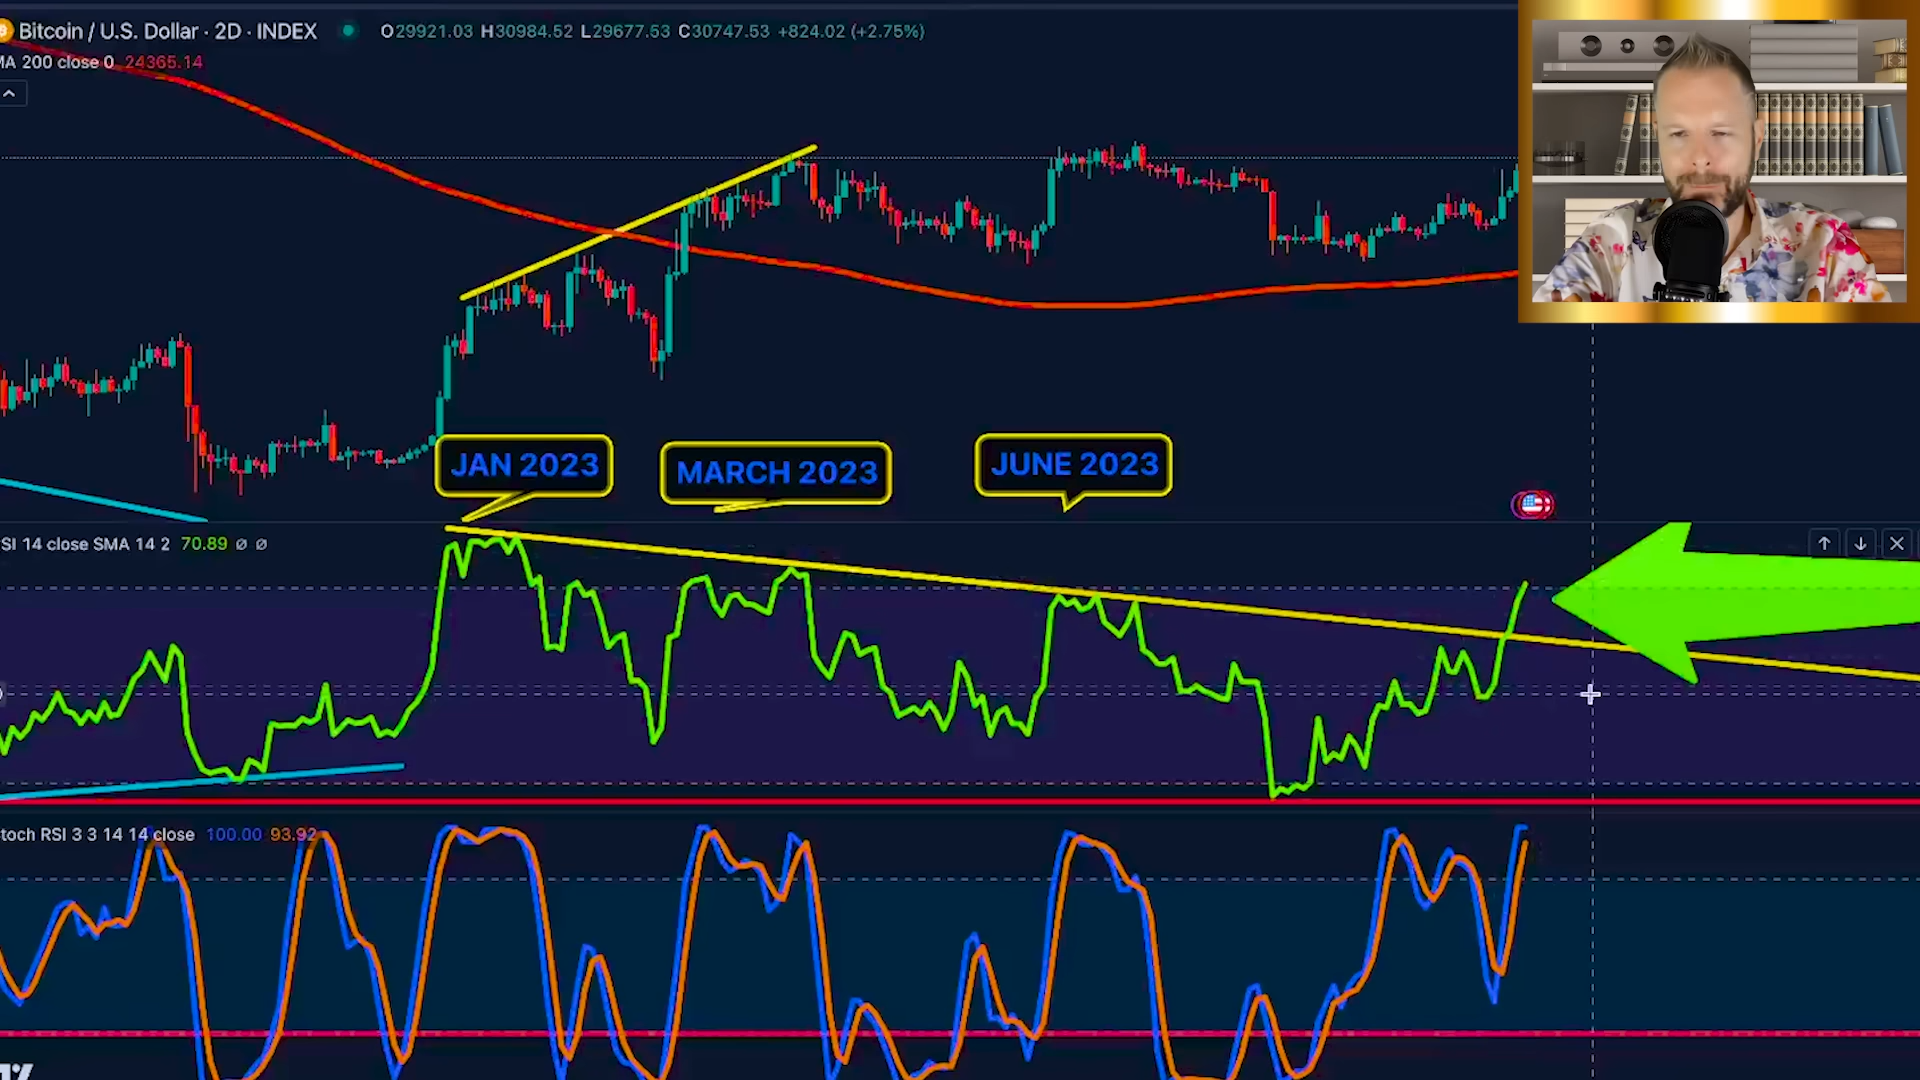 Bitcoin / U.S. Dollar · 2D · INDEX O29921.03 H30984.52 L29677.53 C30747.53 +824.02 (+2.75%)
MA 200 close 0 24365.14
JAN 2023
MARCH 2023
JUNE 2023
SI 14 close SMA 14 2 70.89 ∅ ∅
toch RSI 3 3 14 14 close 100.00 93.92